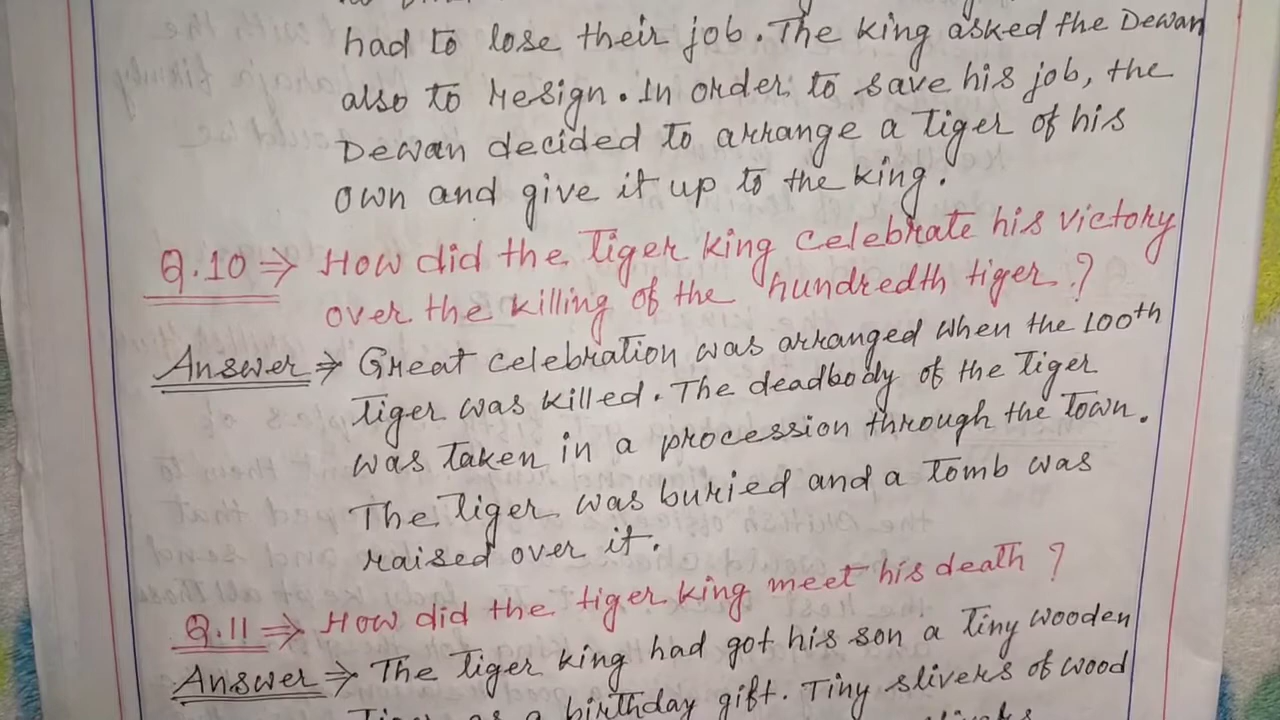 had to lose their job. The king asked the Dewan
also to resign. In order to save his job, the
Dewan decided to arrange a tiger of his
own and give it up to the king.
Q.10 ⇒ How did the Tiger king celebrate his victory
over the killing of the hundredth tiger?
Answer ⇒ Great celebration was arranged when the 100th
tiger was killed. The deadbody of the tiger
was taken in a procession through the town.
The tiger was buried and a tomb was
raised over it.
Q.11 ⇒ How did the tiger king meet his death?
Answer ⇒ The tiger king had got his son a tiny wooden
tiger as a birthday gift. Tiny slivers of wood